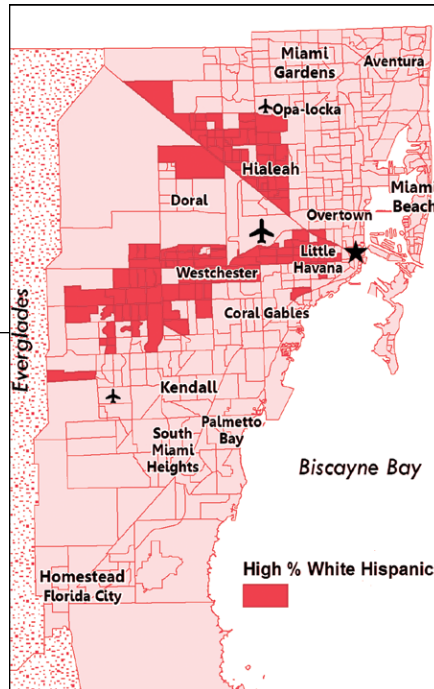 Miami
Gardens
Aventura
Opa-locka
Hialeah
Doral
Miami
Beach
Overtown
Little
Havana
Westchester
Coral Gables
Everglades
Kendall
Palmetto
Bay
South
Miami
Heights
Biscayne Bay
High % White Hispanic
Homestead
Florida City